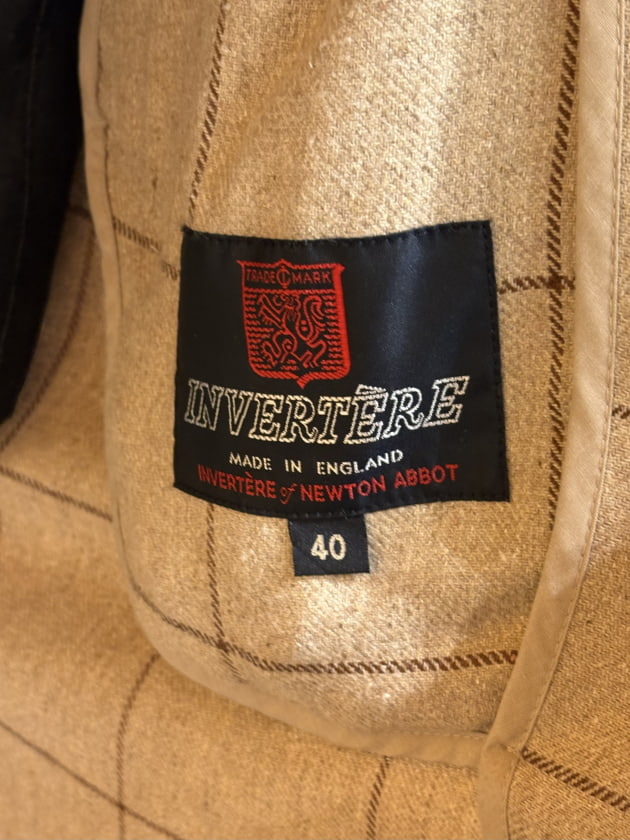 TRADE MARK
INVERTÈRE
MADE IN ENGLAND
INVERTÈRE of NEWTON ABBOT
40